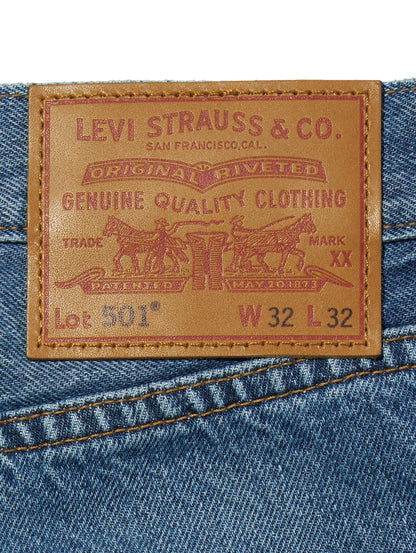 LEVI STRAUSS & CO.
SAN FRANCISCO, CAL.
ORIGINAL RIVETED
GENUINE QUALITY CLOTHING
TRADE MARK
XX
PATENTED MAY 20 1873
Lot 501® W 32 L 32